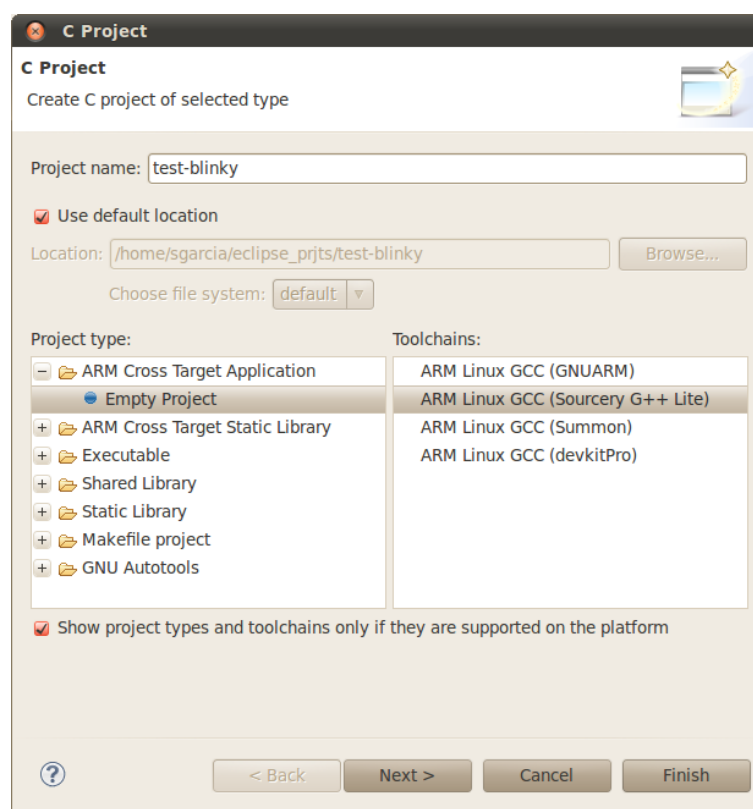 C Project
C Project
Create C project of selected type
Project name: test-blinky
Use default location
Location: /home/sgarcia/eclipse_prjts/test-blinky Browse...
Choose file system: default
Project type: Toolchains:
ARM Cross Target Application ARM Linux GCC (GNUARM)
Empty Project ARM Linux GCC (Sourcery G++ Lite)
ARM Cross Target Static Library ARM Linux GCC (Summon)
Executable ARM Linux GCC (devkitPro)
Shared Library
Static Library
Makefile project
GNU Autotools
Show project types and toolchains only if they are supported on the platform
? < Back Next > Cancel Finish